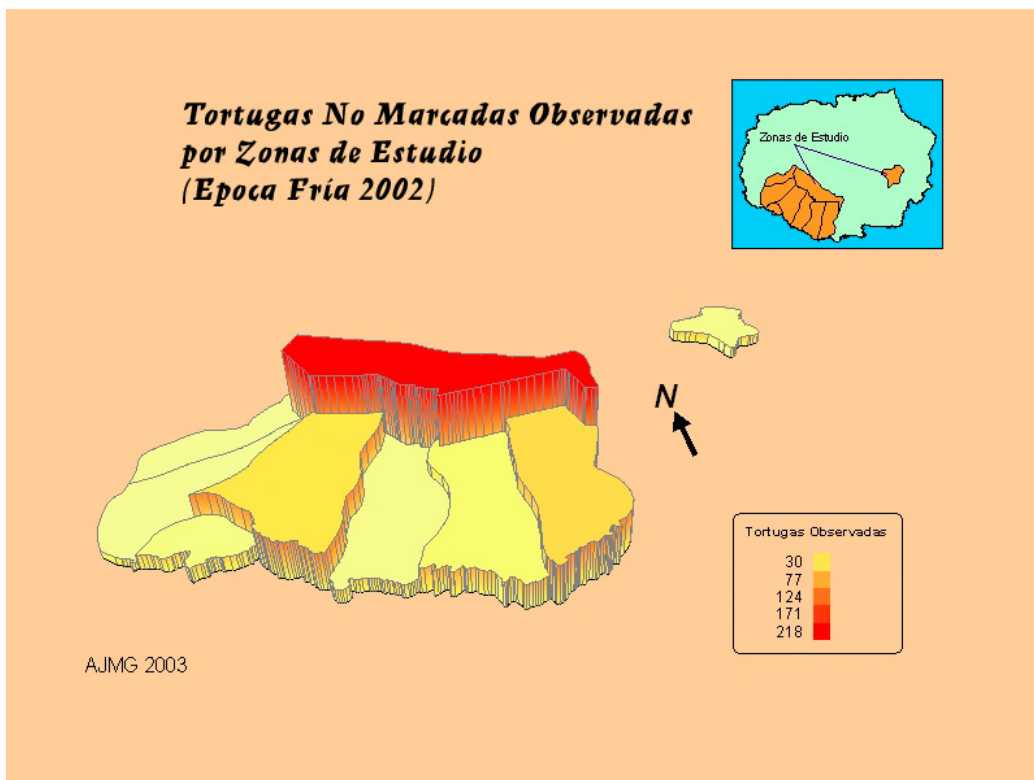 Tortugas No Marcadas Observadas
por Zonas de Estudio
(Epoca Fría 2002)
Zonas de Estudio
N
Tortugas Observadas
30
77
124
171
218
AJMG 2003